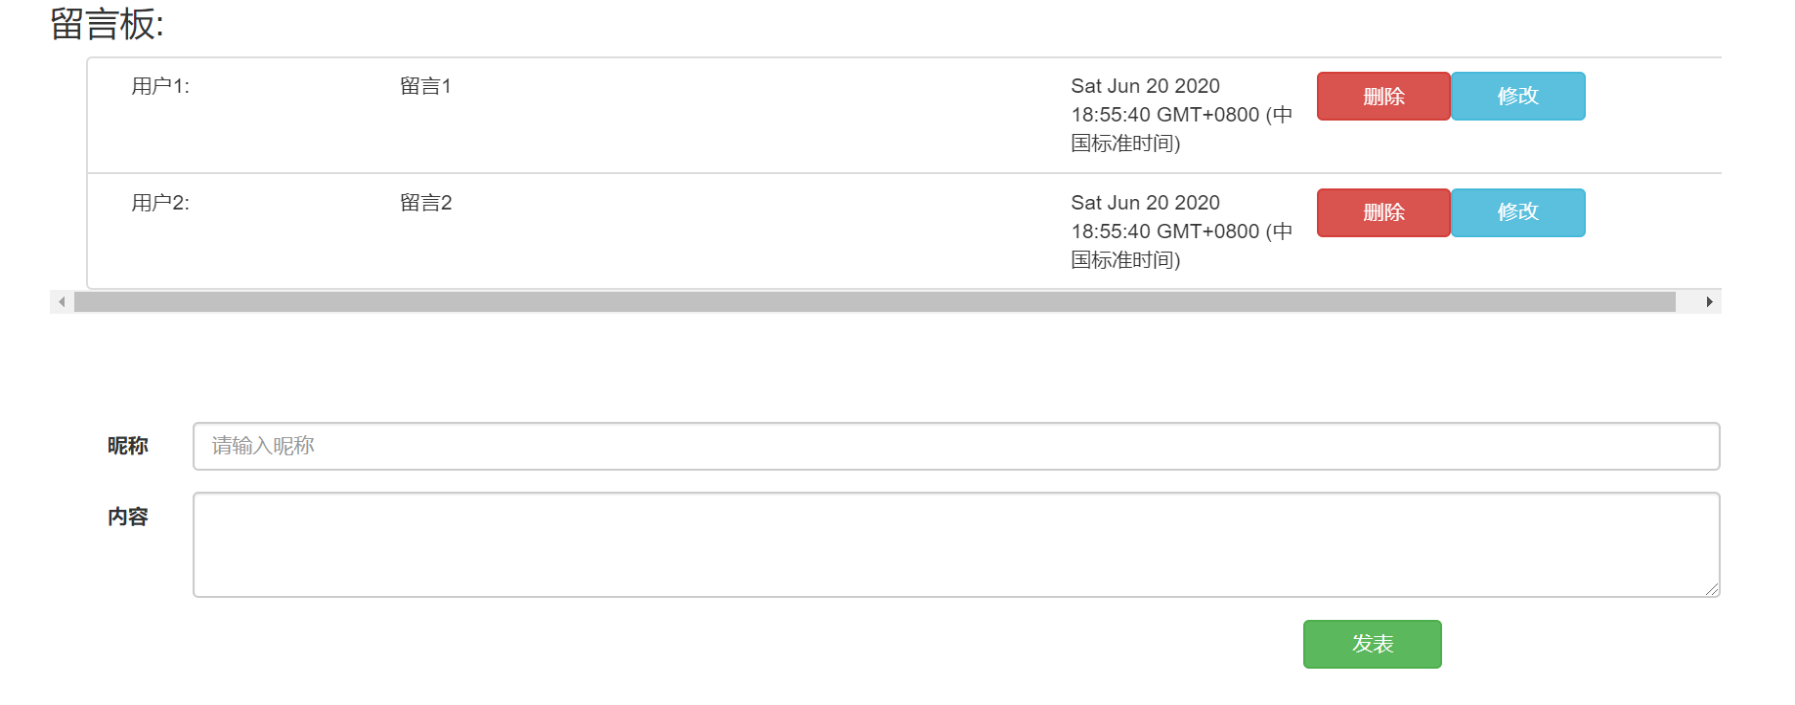 留言板:
用户1:
留言1
Sat Jun 20 2020
18:55:40 GMT+0800 (中
国标准时间)
删除
修改
用户2:
留言2
Sat Jun 20 2020
18:55:40 GMT+0800 (中
国标准时间)
删除
修改
昵称
请输入昵称
内容
发表